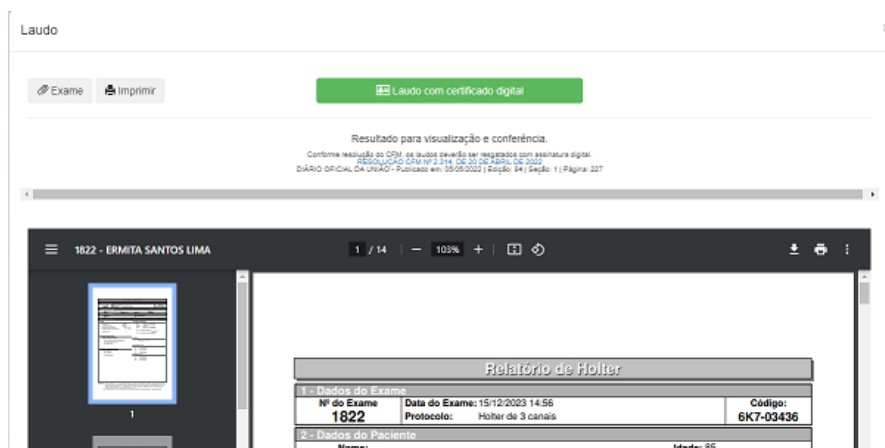 Laudo
Exame
Imprimir
Laudo com certificado digital
Resultado para visualização e conferência.
Conforme resolução do CFM, os laudos deverão ser resgatados com assinatura digital.
RESOLUÇÃO CFM Nº 2.314, DE 20 DE ABRIL DE 2022
DIÁRIO OFICIAL DA UNIÃO - Publicado em: 05/05/2022 | Edição: 84 | Seção: 1 | Página: 227
1822 - ERMITA SANTOS LIMA
1 / 14
103%
1
Relatório de Holter
1 - Dados do Exame
Nº do Exame Data do Exame: 15/12/2023 14:56 Código:
1822 Protocolo: Holter de 3 canais 6K7-03436
2 - Dados do Paciente
Nome: Idade: 85